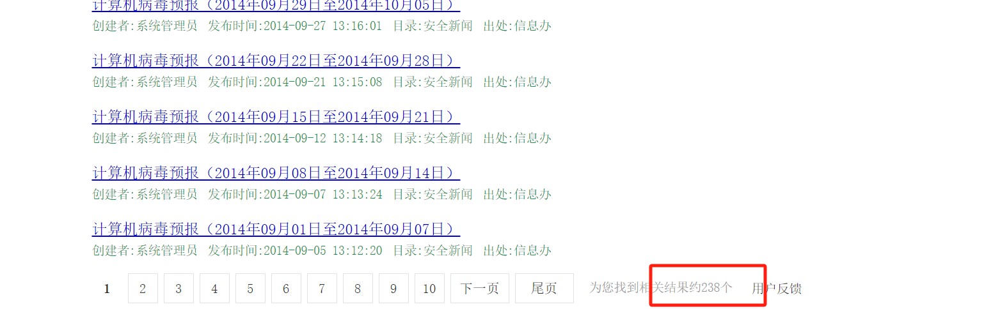 计算机病毒预报（2014年09月29日至2014年10月05日）
创建者:系统管理员 发布时间:2014-09-27 13:16:01 目录:安全新闻 出处:信息办
计算机病毒预报（2014年09月22日至2014年09月28日）
创建者:系统管理员 发布时间:2014-09-21 13:15:08 目录:安全新闻 出处:信息办
计算机病毒预报（2014年09月15日至2014年09月21日）
创建者:系统管理员 发布时间:2014-09-12 13:14:18 目录:安全新闻 出处:信息办
计算机病毒预报（2014年09月08日至2014年09月14日）
创建者:系统管理员 发布时间:2014-09-07 13:13:24 目录:安全新闻 出处:信息办
计算机病毒预报（2014年09月01日至2014年09月07日）
创建者:系统管理员 发布时间:2014-09-05 13:12:20 目录:安全新闻 出处:信息办
1 2 3 4 5 6 7 8 9 10 下一页 尾页 为您找到相关结果约238个 用户反馈